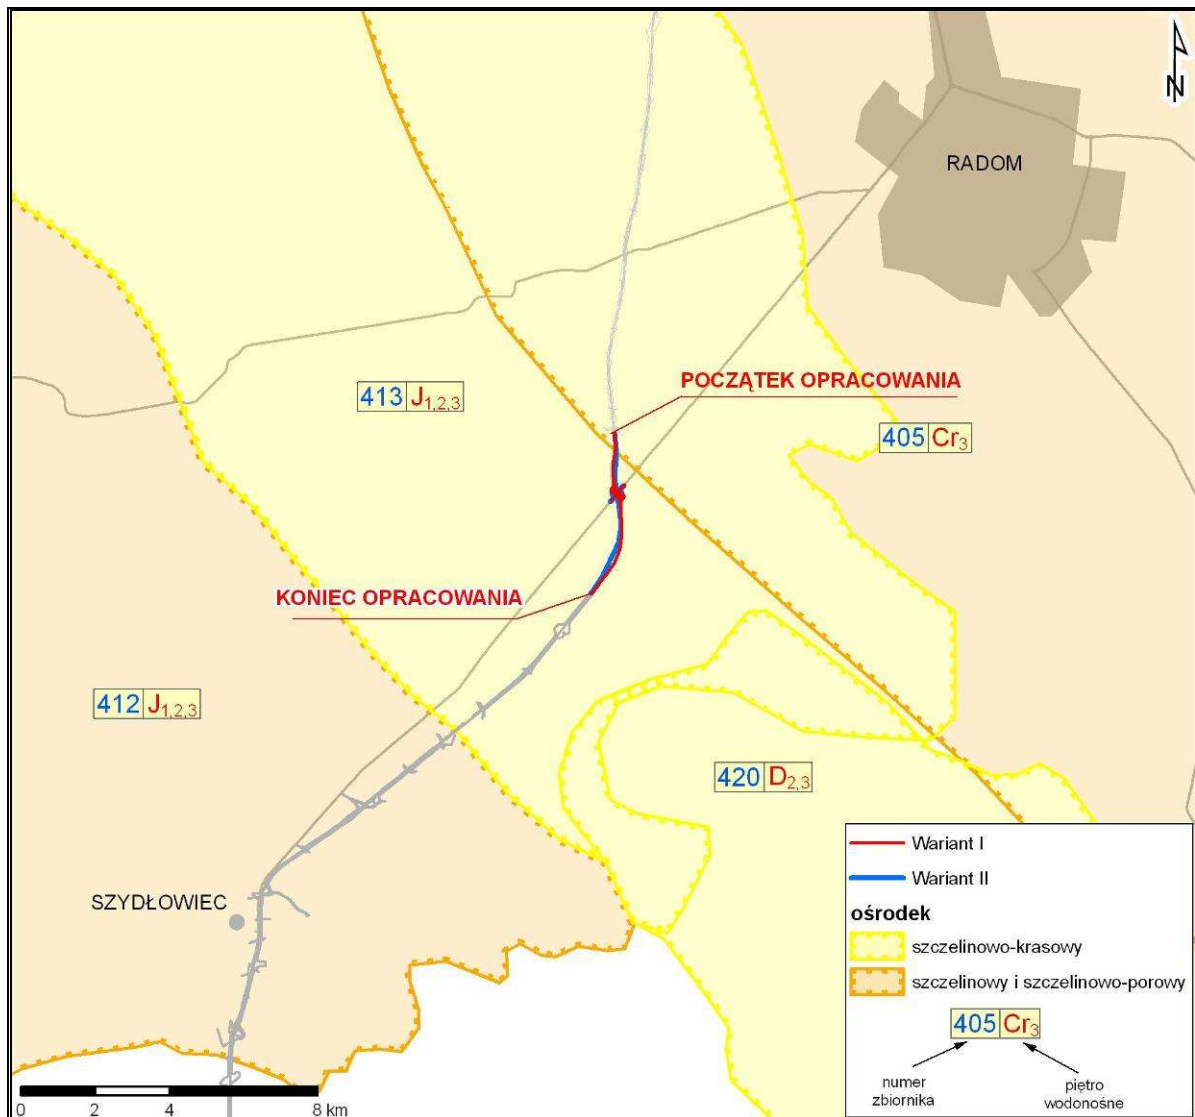 N
RADOM
POCZĄTEK OPRACOWANIA
413 J1,2,3
405 Cr3
KONIEC OPRACOWANIA
412 J1,2,3
420 D2,3
SZYDŁOWIEC
Wariant I
Wariant II
ośrodek
szczelinowo-krasowy
szczelinowy i szczelinowo-porowy
405 Cr3
numer
zbiornika
piętro
wodonośne
0 2 4 8 km